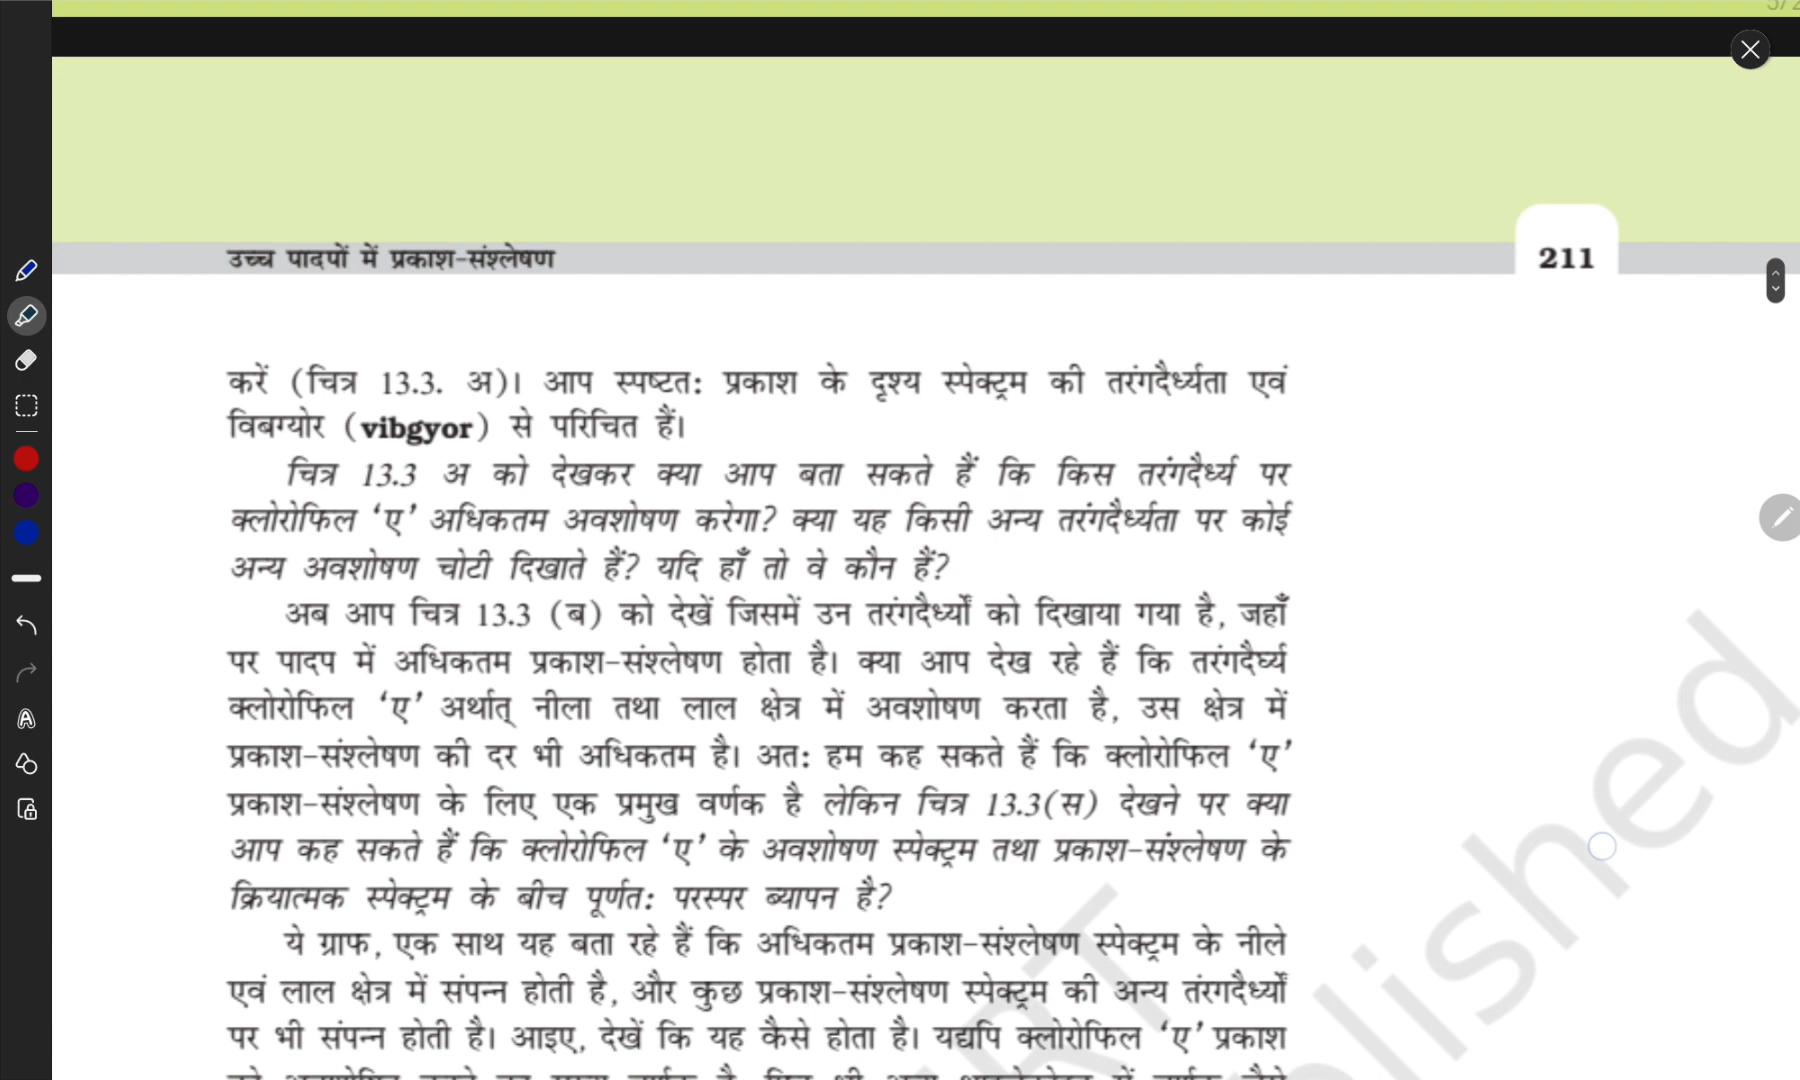 उच्च पादपों में प्रकाश-संश्लेषण
211
करें (चित्र 13.3. अ)। आप स्पष्टत: प्रकाश के दृश्य स्पेक्ट्रम की तरंगदैर्ध्यता एवं
विबग्योर (vibgyor) से परिचित हैं।
चित्र 13.3 अ को देखकर क्या आप बता सकते हैं कि किस तरंगदैर्ध्य पर
क्लोरोफिल ‘ए’ अधिकतम अवशोषण करेगा? क्या यह किसी अन्य तरंगदैर्ध्यता पर कोई
अन्य अवशोषण चोटी दिखाते हैं? यदि हाँ तो वे कौन हैं?
अब आप चित्र 13.3 (ब) को देखें जिसमें उन तरंगदैर्ध्यों को दिखाया गया है, जहाँ
पर पादप में अधिकतम प्रकाश-संश्लेषण होता है। क्या आप देख रहे हैं कि तरंगदैर्घ्य
क्लोरोफिल ‘ए’ अर्थात् नीला तथा लाल क्षेत्र में अवशोषण करता है, उस क्षेत्र में
प्रकाश-संश्लेषण की दर भी अधिकतम है। अत: हम कह सकते हैं कि क्लोरोफिल ‘ए’
प्रकाश-संश्लेषण के लिए एक प्रमुख वर्णक है लेकिन चित्र 13.3(स) देखने पर क्या
आप कह सकते हैं कि क्लोरोफिल ‘ए’ के अवशोषण स्पेक्ट्रम तथा प्रकाश-संश्लेषण के
क्रियात्मक स्पेक्ट्रम के बीच पूर्णत: परस्पर व्यापन है?
ये ग्राफ, एक साथ यह बता रहे हैं कि अधिकतम प्रकाश-संश्लेषण स्पेक्ट्रम के नीले
एवं लाल क्षेत्र में संपन्न होती है, और कुछ प्रकाश-संश्लेषण स्पेक्ट्रम की अन्य तंरगदैर्ध्यों
पर भी संपन्न होती है। आइए, देखें कि यह कैसे होता है। यद्यपि क्लोरोफिल ‘ए’ प्रकाश